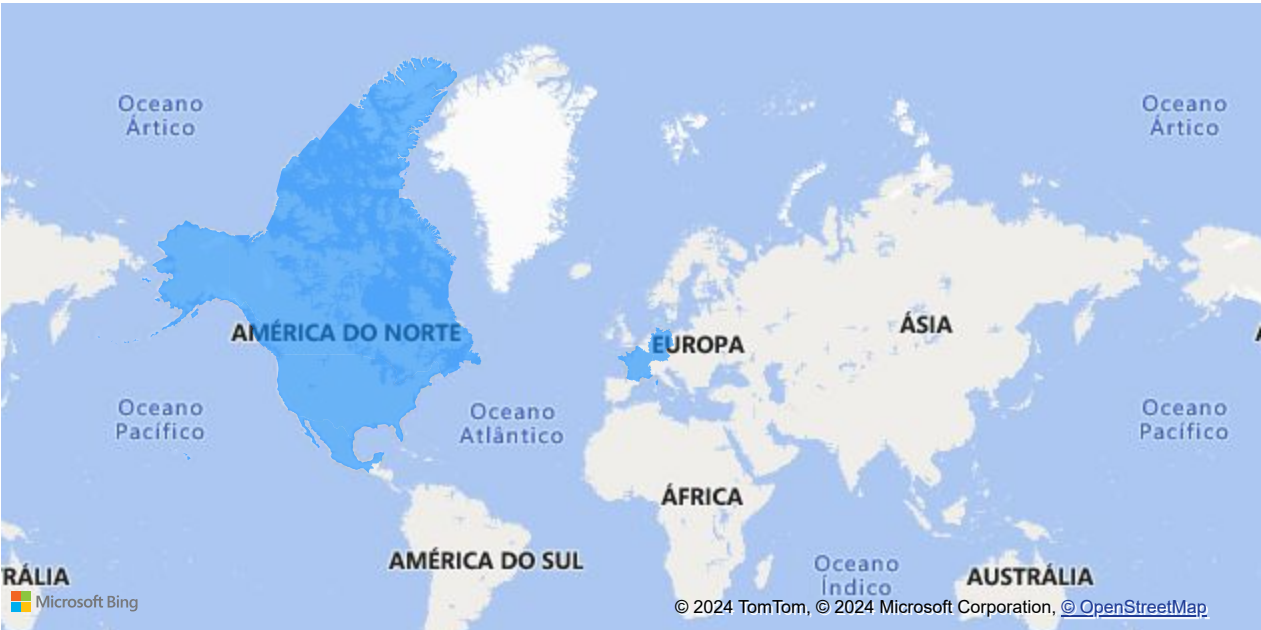 Oceano
Ártico
Oceano
Ártico
AMÉRICA DO NORTE
EUROPA
ÁSIA
Oceano
Pacífico
Oceano
Atlântico
Oceano
Pacífico
ÁFRICA
AMÉRICA DO SUL
Oceano
Índico
RÁLIA
AUSTRÁLIA
Microsoft Bing
© 2024 TomTom, © 2024 Microsoft Corporation, © OpenStreetMap